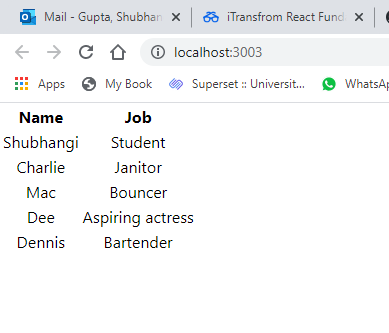 Mail - Gupta, Shubhan
iTransfrom React Fund
localhost:3003
Apps My Book Superset :: Universit... WhatsAp
Name Job
Shubhangi Student
Charlie Janitor
Mac Bouncer
Dee Aspiring actress
Dennis Bartender